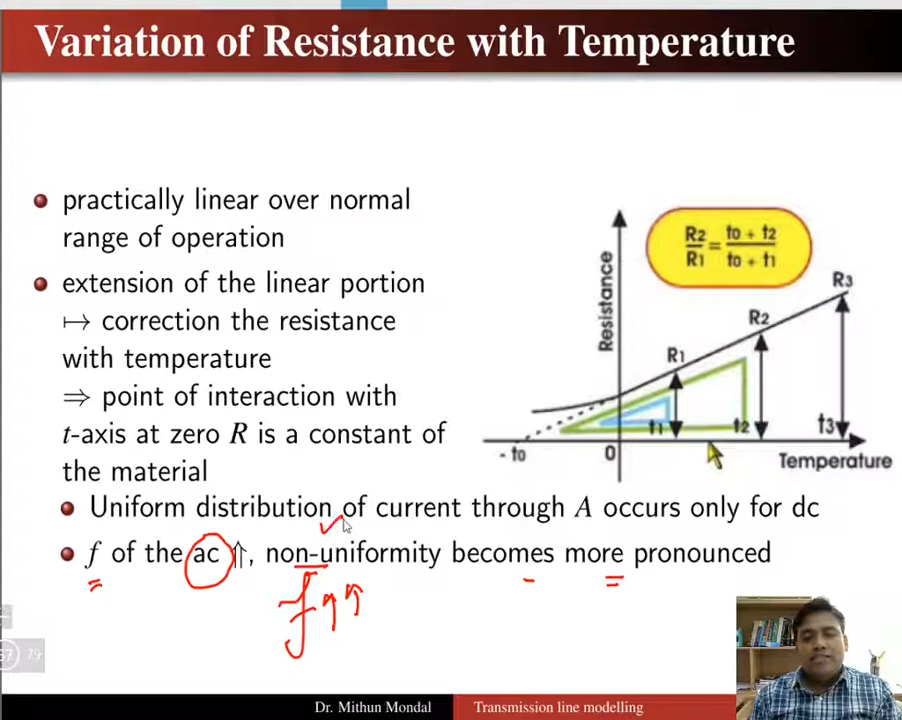 Variation of Resistance with Temperature
practically linear over normal
range of operation
extension of the linear portion
↦ correction the resistance
with temperature
⇒ point of interaction with
t-axis at zero R is a constant of
the material
R2/R1 = t0 + t2/t0 + t1
Resistance
R1
R2
R3
t1
t2
t3
- t0
0
Temperature
Uniform distribution of current through A occurs only for dc
f of the ac ⇑, non-uniformity becomes more pronounced
f↑↑
67 79
Dr. Mithun Mondal
Transmission line modelling